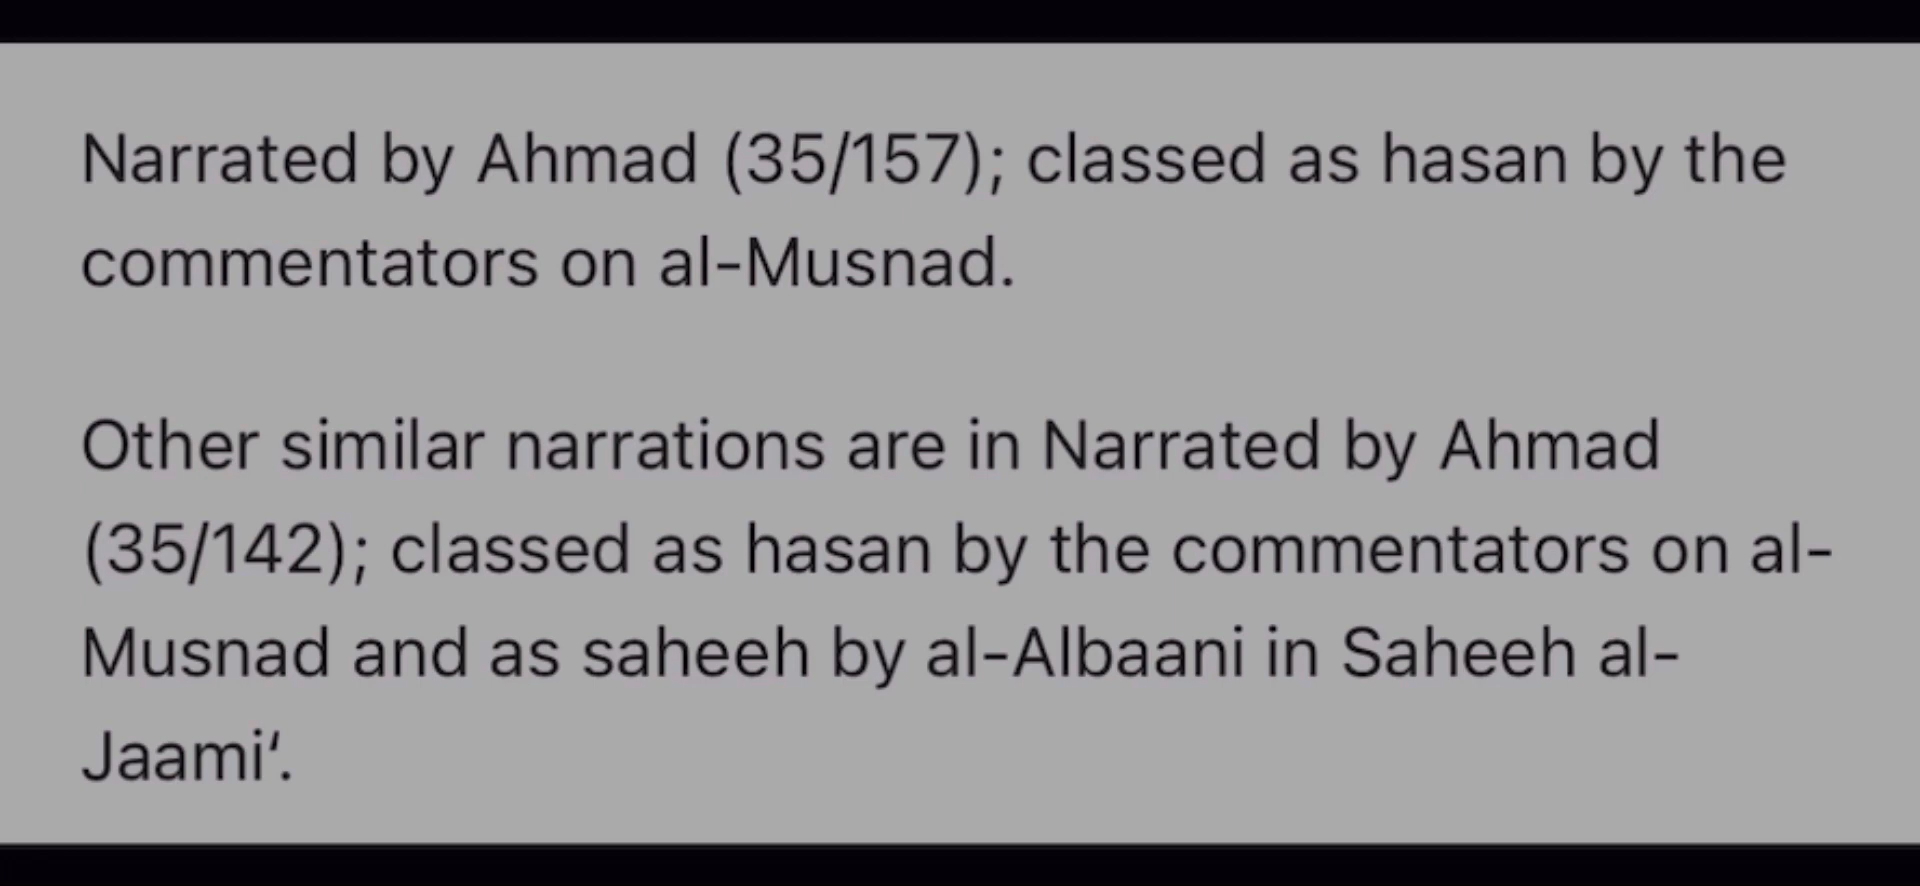 Narrated by Ahmad (35/157); classed as hasan by the
commentators on al-Musnad.
Other similar narrations are in Narrated by Ahmad
(35/142); classed as hasan by the commentators on al-
Musnad and as saheeh by al-Albaani in Saheeh al-
Jaami‘.